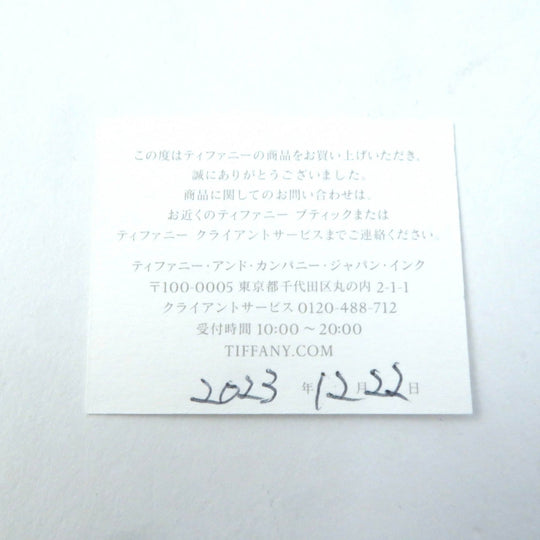 この度はティファニーの商品をお買い上げいただき、
誠にありがとうございました。
商品に関してのお問い合わせは、
お近くのティファニー ブティックまたは
ティファニー クライアントサービスまでご連絡ください。
ティファニー・アンド・カンパニー・ジャパン・インク
〒100-0005 東京都千代田区丸の内 2-1-1
クライアントサービス 0120-488-712
受付時間 10:00 〜 20:00
TIFFANY.COM
2023 年 12 月 22 日